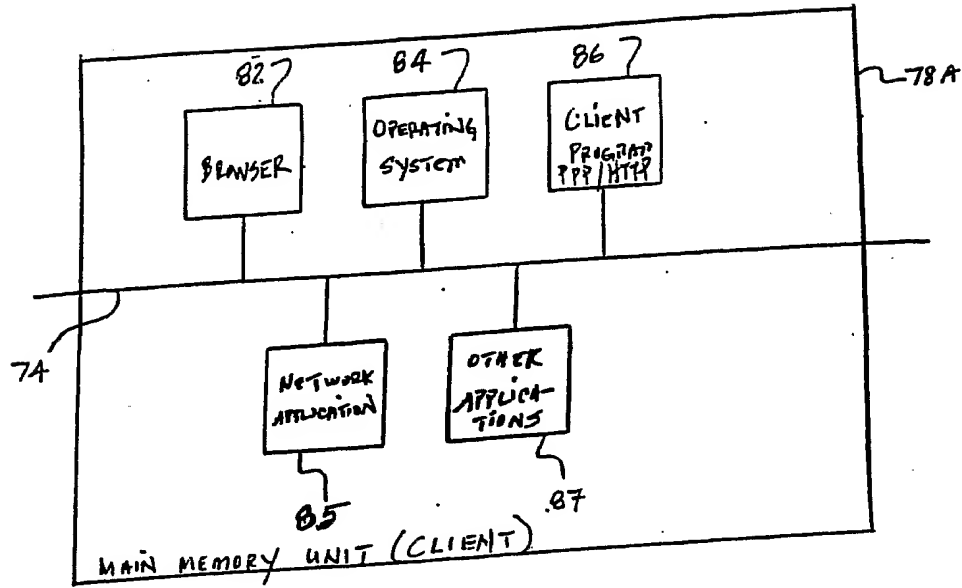 82
84
86
78A
BROWSER
OPERATING
SYSTEM
CLIENT
PROGRAM
PPP/HTTP
74
NETWORK
APPLICATION
OTHER
APPLICA-
TIONS
85
87
MAIN MEMORY UNIT (CLIENT)